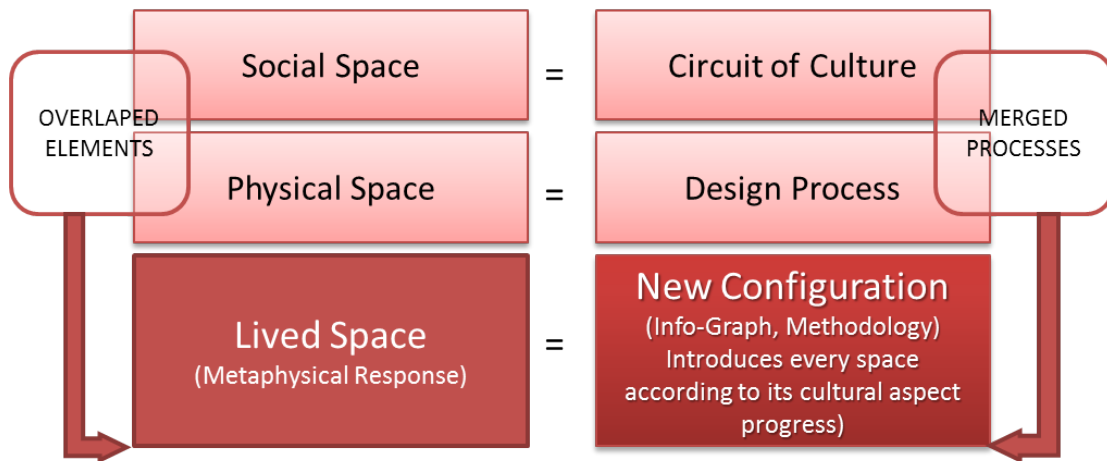 Social Space
=
Circuit of Culture
OVERLAPED
ELEMENTS
MERGED
PROCESSES
Physical Space
=
Design Process
Lived Space
(Metaphysical Response)
=
New Configuration
(Info-Graph, Methodology)
Introduces every space
according to its cultural aspect
progress)